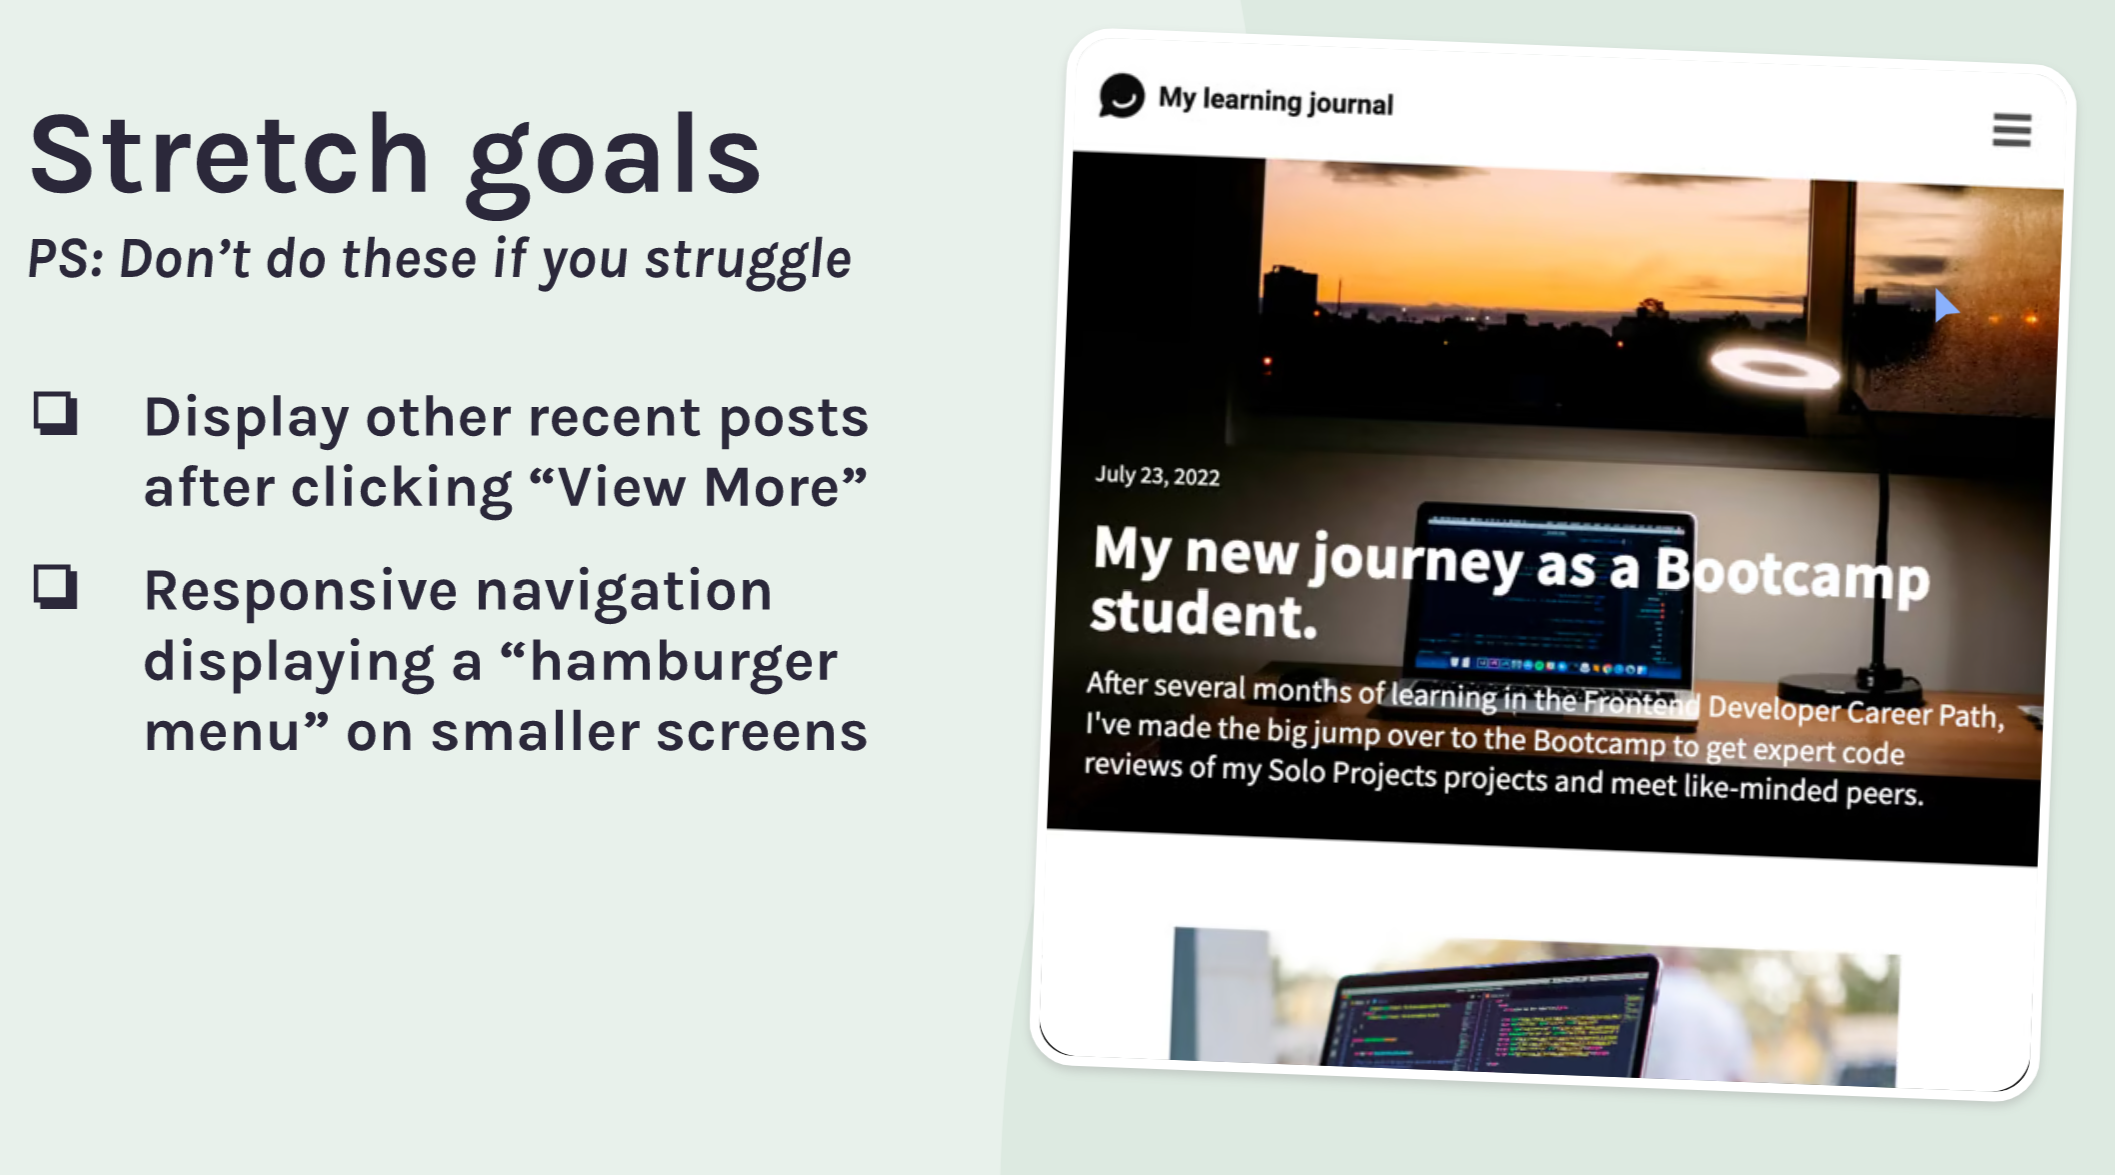 Stretch goals
PS: Don’t do these if you struggle
Display other recent posts
after clicking “View More”
Responsive navigation
displaying a “hamburger
menu” on smaller screens
My learning journal
July 23, 2022
My new journey as a Bootcamp
student.
After several months of learning in the Frontend Developer Career Path,
I've made the big jump over to the Bootcamp to get expert code
reviews of my Solo Projects projects and meet like-minded peers.